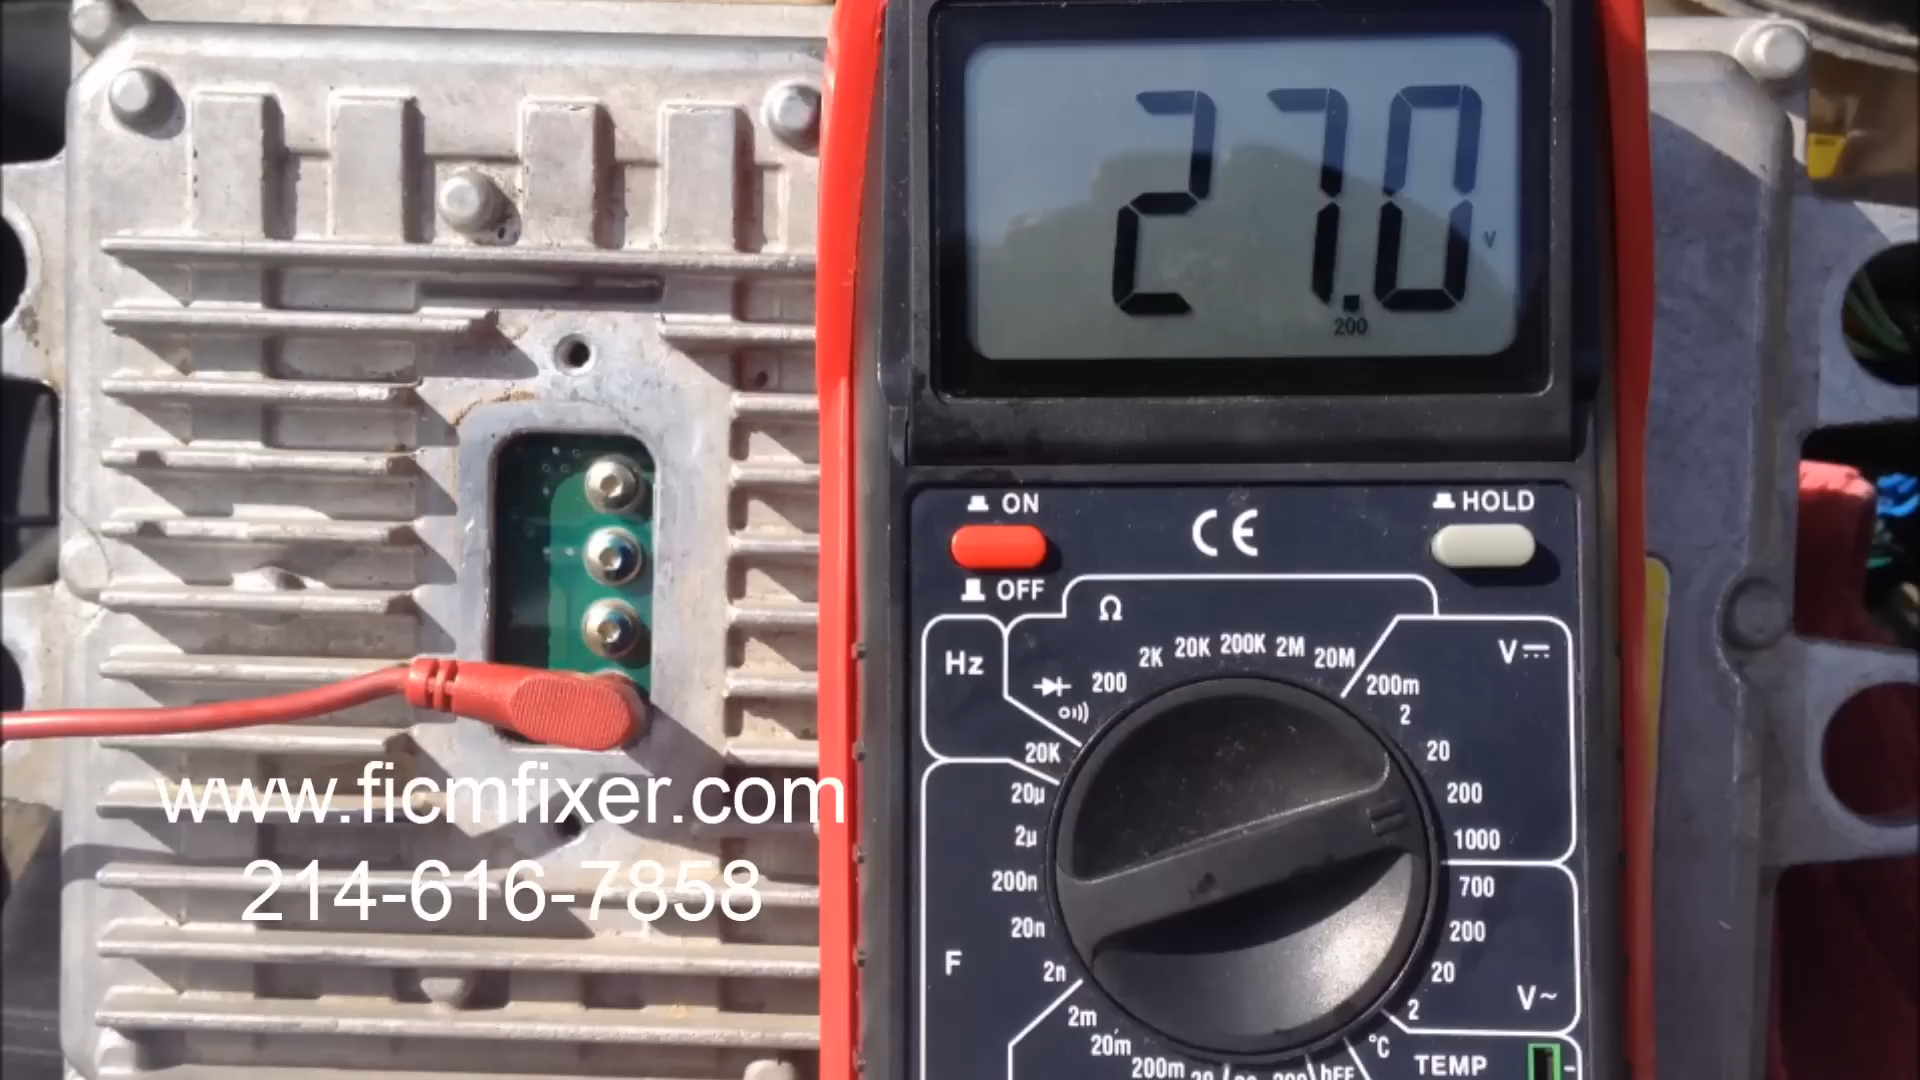 27.0
V
200
ON
HOLD
CE
OFF
Ω
Hz
V
200
2K
20K
200K
2M
20M
200m
2
20
200
1000
20K
20µ
2µ
200n
20n
2n
F
700
200
20
2
V~
www.ficmfixer.com
214-616-7858
2m
20m
200m
°C
TEMP
hFE